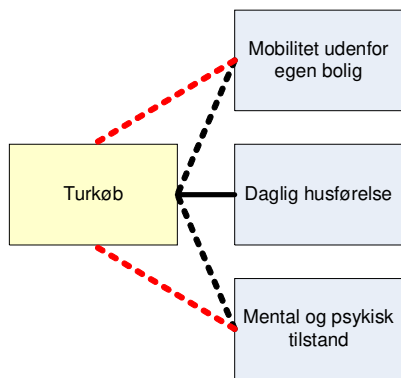 Mobilitet udenfor
egen bolig
Turkøb
Daglig husførelse
Mental og psykisk
tilstand